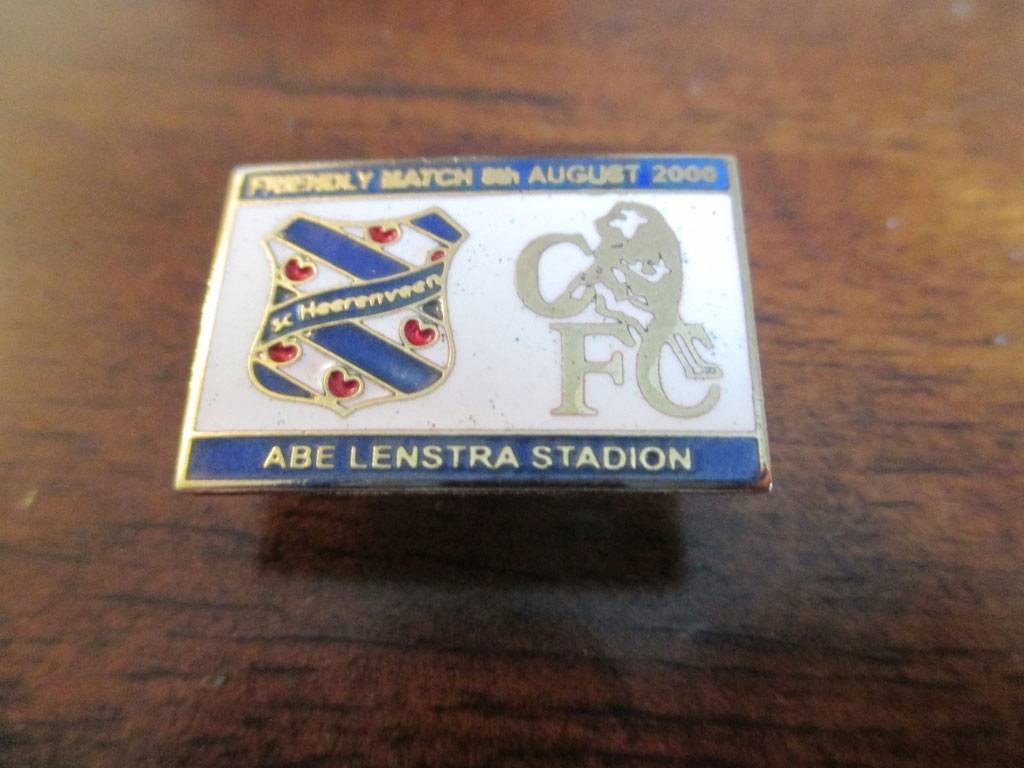 FRIENDLY MATCH 8th AUGUST 2000
sc Heerenveen
CFC
ABE LENSTRA STADION